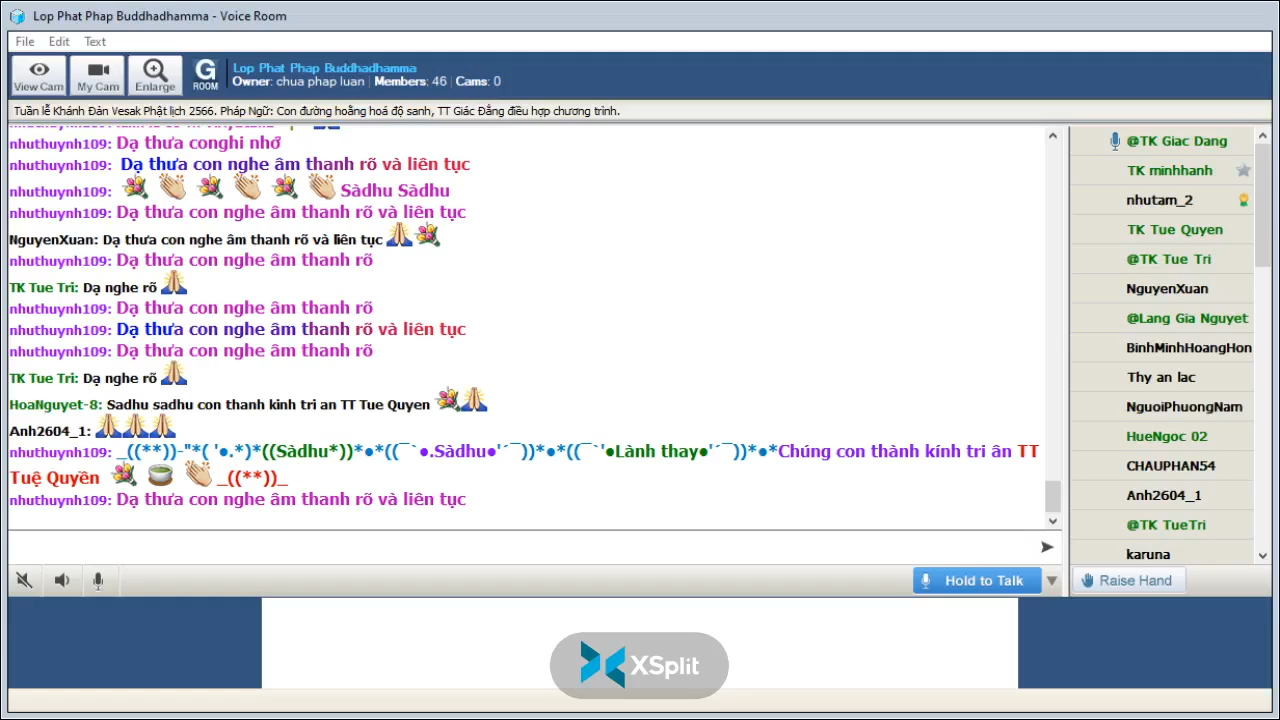 Lop Phat Phap Buddhadhamma - Voice Room
File Edit Text
View Cam My Cam Enlarge G ROOM
Lop Phat Phap Buddhadhamma
Owner: chua phap luan | Members: 46 | Cams: 0
Tuần lễ Khánh Đản Vesak Phật lịch 2566. Pháp Ngữ: Con đường hoằng hoá độ sanh, TT Giác Đẳng điều hợp chương trình.
nhuthuynh109: Dạ thưa conghi nhớ
nhuthuynh109: Dạ thưa con nghe âm thanh rõ và liên tục
nhuthuynh109: Sàdhu Sàdhu
nhuthuynh109: Dạ thưa con nghe âm thanh rõ và liên tục
NguyenXuan: Dạ thưa con nghe âm thanh rõ và liên tục
nhuthuynh109: Dạ thưa con nghe âm thanh rõ
TK Tue Tri: Dạ nghe rõ
nhuthuynh109: Dạ thưa con nghe âm thanh rõ
nhuthuynh109: Dạ thưa con nghe âm thanh rõ và liên tục
nhuthuynh109: Dạ thưa con nghe âm thanh rõ
TK Tue Tri: Dạ nghe rõ
HoaNguyet-8: Sadhu sadhu con thanh kinh tri an TT Tue Quyen
Anh2604_1:
nhuthuynh109: _((**))-"*( '●.*)*((Sàdhu*))*●*((¯`●.Sàdhu●'´¯))*●*((¯`'●Lành thay●'´¯))*●*Chúng con thành kính tri ân TT
Tuệ Quyền _((**))_
nhuthuynh109: Dạ thưa con nghe âm thanh rõ và liên tục
Hold to Talk
@TK Giac Dang
TK minhhanh
nhutam_2
TK Tue Quyen
@TK Tue Tri
NguyenXuan
@Lang Gia Nguyet
BinhMinhHoangHon
Thy an lac
NguoiPhuongNam
HueNgoc 02
CHAUPHAN54
Anh2604_1
@TK TueTri
karuna
Raise Hand
XSplit